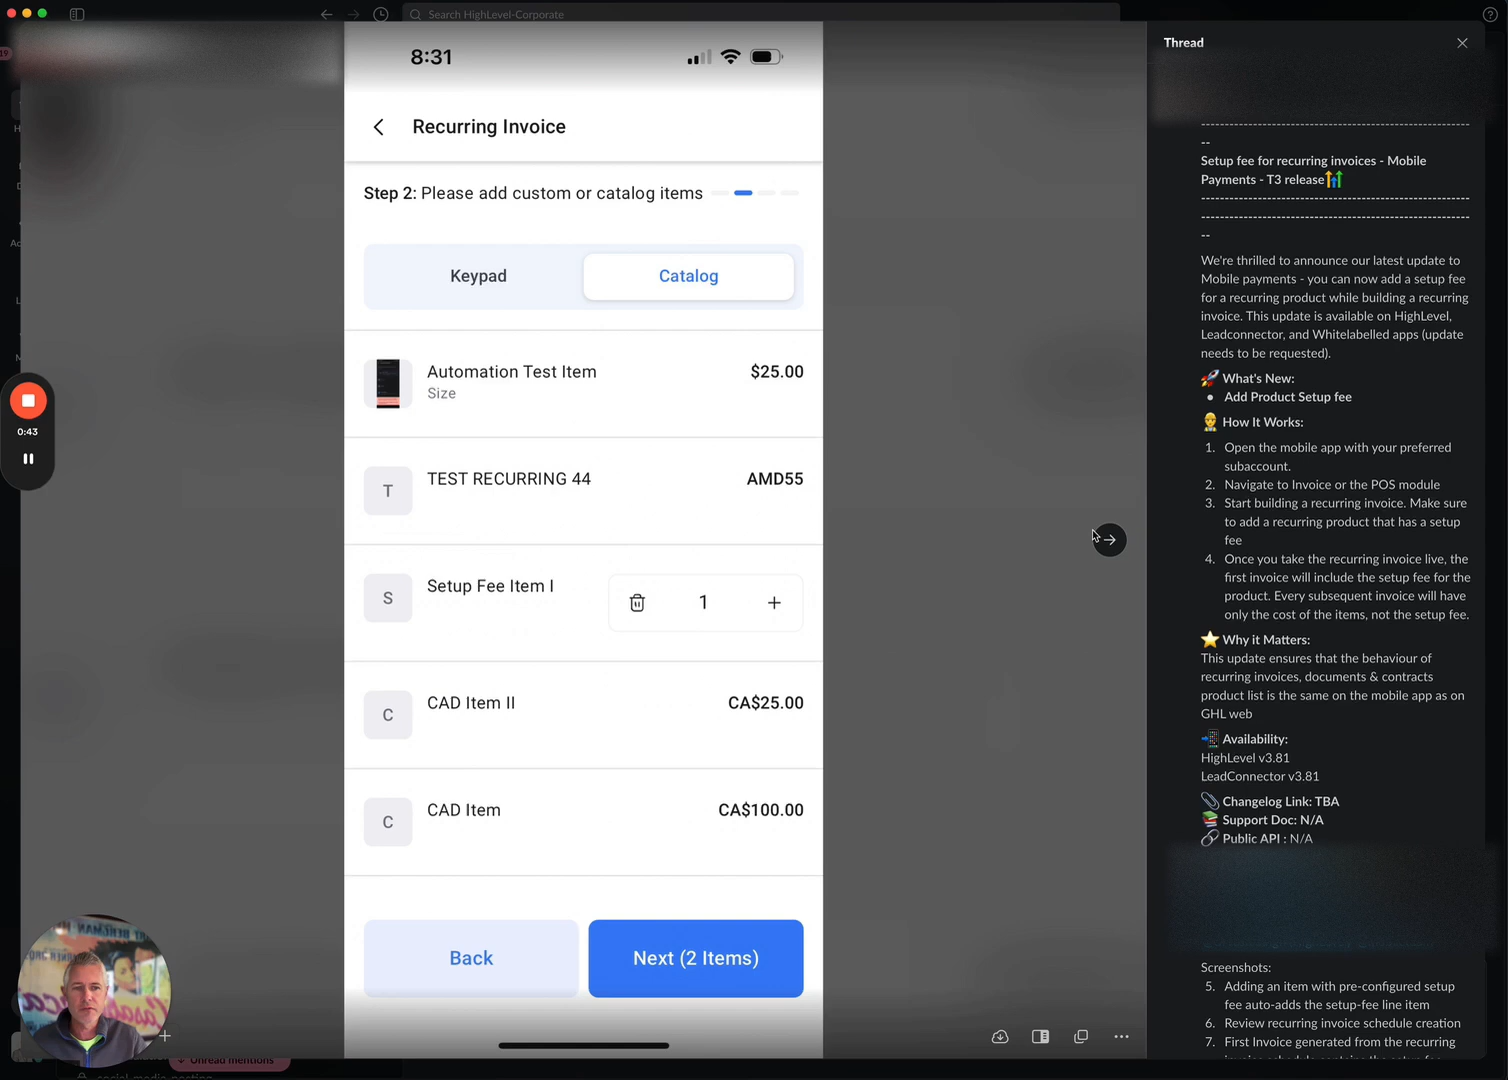 Search HighLevel-Corporate
8:31
Recurring Invoice
Step 2: Please add custom or catalog items
Keypad
Catalog
Automation Test Item
$25.00
Size
T
TEST RECURRING 44
AMD55
S
Setup Fee Item I
1
C
CAD Item II
CA$25.00
C
CAD Item
CA$100.00
Back
Next (2 Items)
0:43
Unread mentions
Thread
--------------------------------------------------------
--
Setup fee for recurring invoices - Mobile
Payments - T3 release
--------------------------------------------------------
--------------------------------------------------------
--
We're thrilled to announce our latest update to
Mobile payments - you can now add a setup fee
for a recurring product while building a recurring
invoice. This update is available on HighLevel,
Leadconnector, and Whitelabelled apps (update
needs to be requested).
What's New:
• Add Product Setup fee
How It Works:
1. Open the mobile app with your preferred
subaccount.
2. Navigate to Invoice or the POS module
3. Start building a recurring invoice. Make sure
to add a recurring product that has a setup
fee
4. Once you take the recurring invoice live, the
first invoice will include the setup fee for the
product. Every subsequent invoice will have
only the cost of the items, not the setup fee.
Why it Matters:
This update ensures that the behaviour of
recurring invoices, documents & contracts
product list is the same on the mobile app as on
GHL web
Availability:
HighLevel v3.81
LeadConnector v3.81
Changelog Link: TBA
Support Doc: N/A
Public API : N/A
Screenshots:
5. Adding an item with pre-configured setup
fee auto-adds the setup-fee line item
6. Review recurring invoice schedule creation
7. First Invoice generated from the recurring